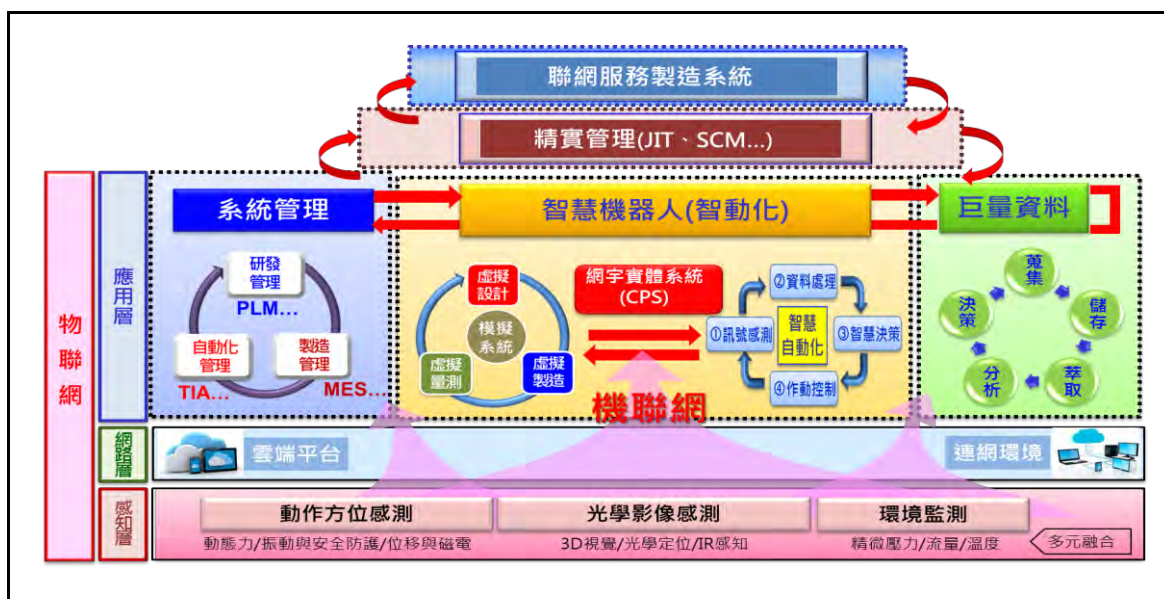 聯網服務製造系統
精實管理(JIT、SCM...)
物聯網
應用層
系統管理
研發
管理
PLM...
自動化
管理
製造
管理
TIA...
MES...
智慧機器人(智動化)
虛擬
設計
模擬
系統
虛擬
量測
虛擬
製造
網宇實體系統
(CPS)
機聯網
②資料處理
①訊號感測
智慧
自動化
③智慧決策
④作動控制
巨量資料
蒐集
儲存
萃取
分析
決策
網路層
雲端平台
連網環境
感知層
動作方位感測
動態力/振動與安全防護/位移與磁電
光學影像感測
3D視覺/光學定位/IR感知
環境監測
精微壓力/流量/溫度
多元融合